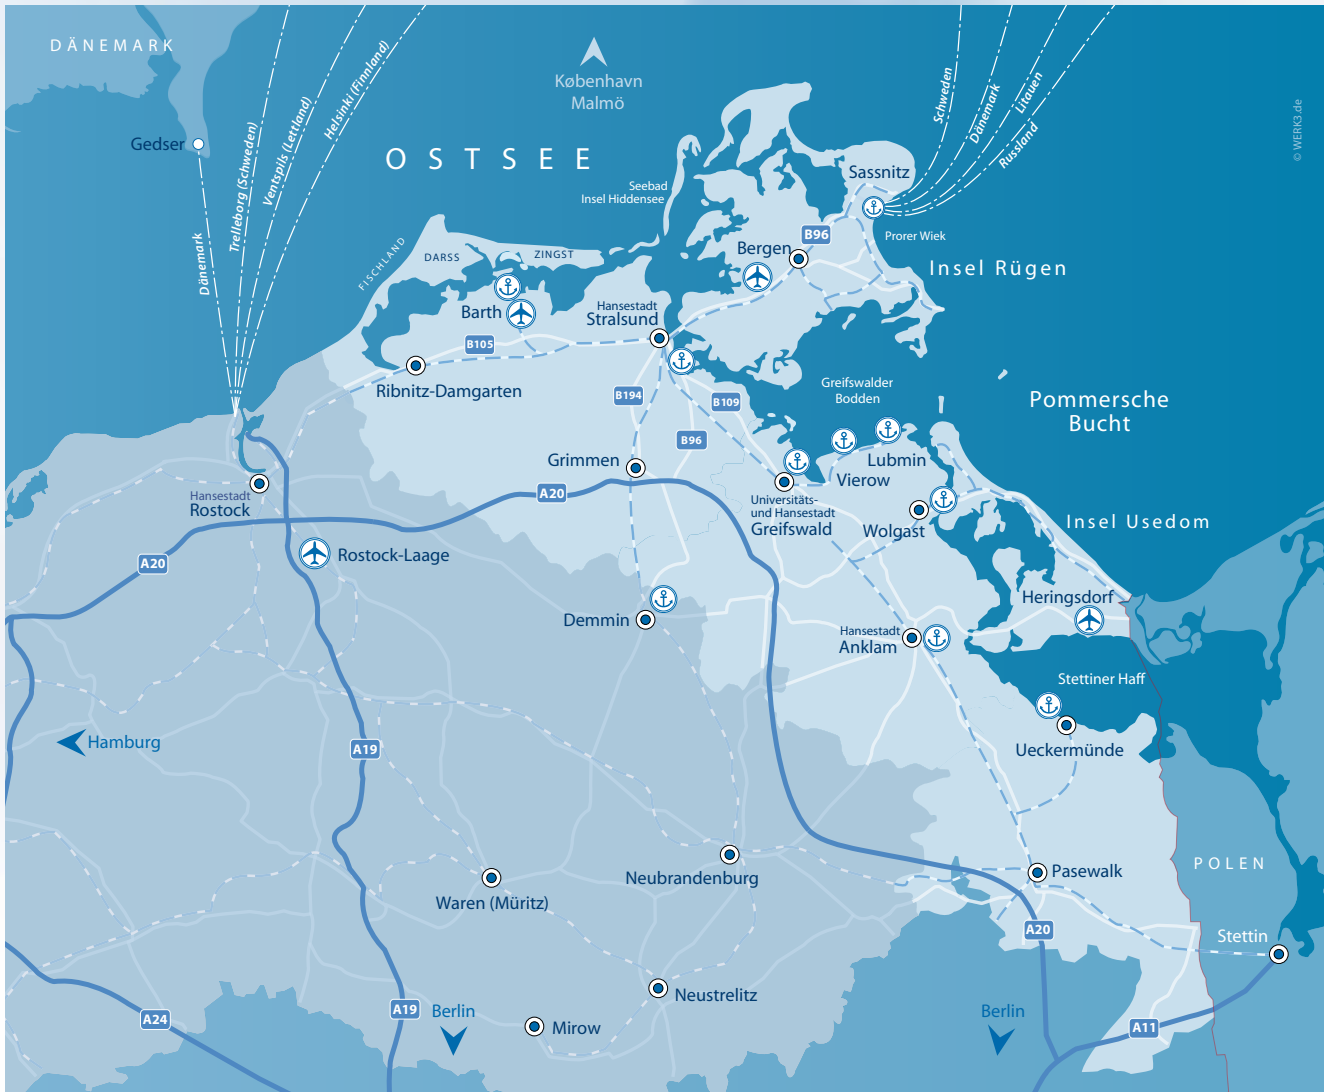 DÄNEMARK
København
Malmö
Gedser
OSTSEE
Dänemark
Trelleborg (Schweden)
Ventspils (Lettland)
Helsinki (Finnland)
Schweden
Dänemark
Litauen
Russland
© WERK3.de
Seebad
Insel Hiddensee
Sassnitz
B96
Bergen
Prorer Wiek
Insel Rügen
FISCHLAND
DARSS
ZINGST
Barth
Hansestadt
Stralsund
B105
Ribnitz-Damgarten
B194
B109
B96
Greifswalder
Bodden
Pommersche
Bucht
Grimmen
Lubmin
Vierow
A20
Hansestadt
Rostock
Universitäts-
und Hansestadt
Greifswald
Wolgast
Insel Usedom
A20
Rostock-Laage
Heringsdorf
Demmin
Hansestadt
Anklam
Stettiner Haff
Hamburg
A19
Ueckermünde
Neubrandenburg
Pasewalk
POLEN
Waren (Müritz)
A20
Stettin
Neustrelitz
A19
Berlin
Mirow
A24
Berlin
A11